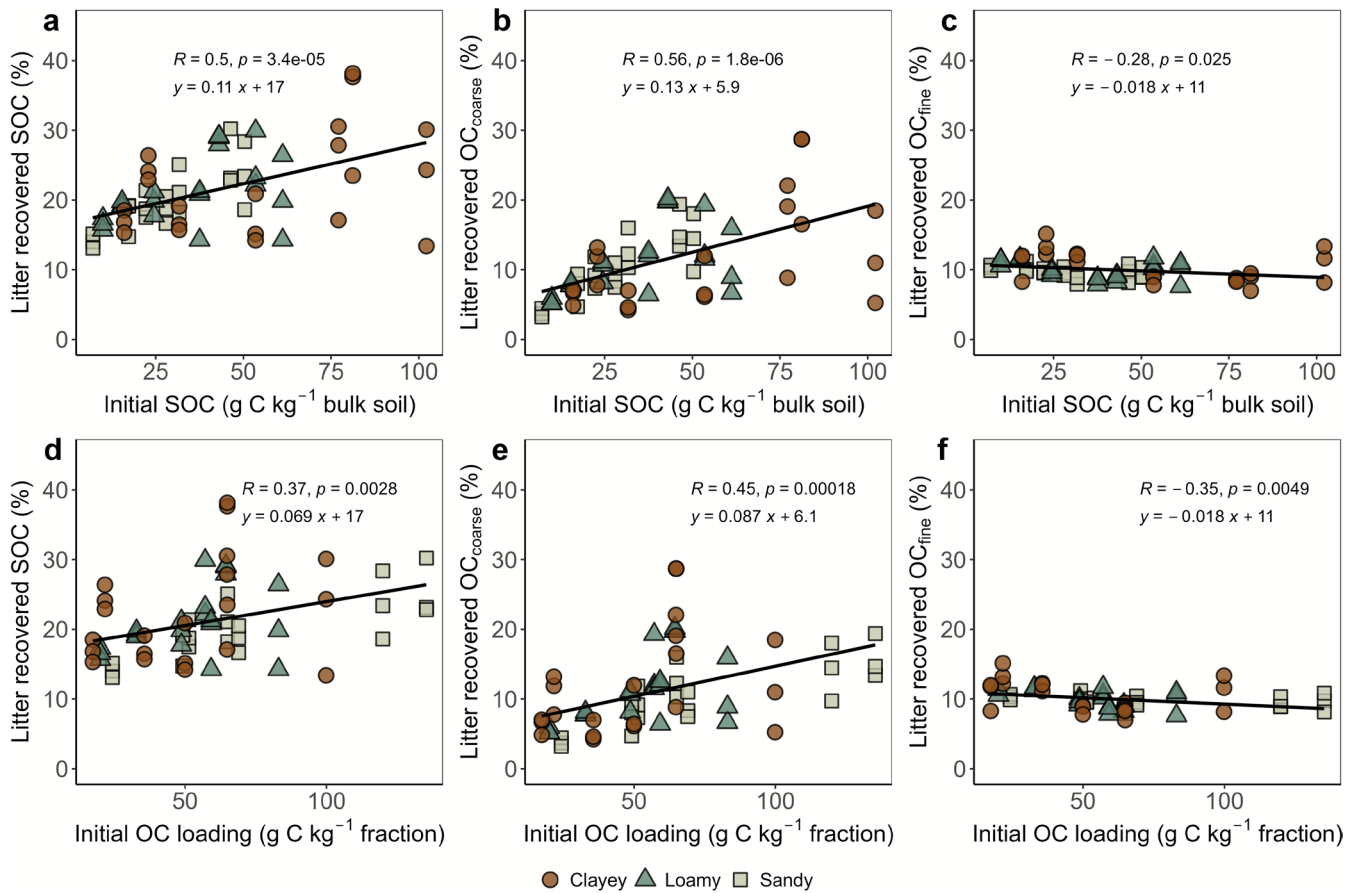 a
R = 0.5, p = 3.4e-05
y = 0.11 x + 17
Litter recovered SOC (%)
0
10
20
30
40
25
50
75
100
Initial SOC (g C kg⁻¹ bulk soil)
b
R = 0.56, p = 1.8e-06
y = 0.13 x + 5.9
Litter recovered OCcoarse (%)
0
10
20
30
40
25
50
75
100
Initial SOC (g C kg⁻¹ bulk soil)
c
R = −0.28, p = 0.025
y = −0.018 x + 11
Litter recovered OCfine (%)
0
10
20
30
40
25
50
75
100
Initial SOC (g C kg⁻¹ bulk soil)
d
R = 0.37, p = 0.0028
y = 0.069 x + 17
Litter recovered SOC (%)
0
10
20
30
40
50
100
Initial OC loading (g C kg⁻¹ fraction)
e
R = 0.45, p = 0.00018
y = 0.087 x + 6.1
Litter recovered OCcoarse (%)
0
10
20
30
40
50
100
Initial OC loading (g C kg⁻¹ fraction)
f
R = −0.35, p = 0.0049
y = −0.018 x + 11
Litter recovered OCfine (%)
0
10
20
30
40
50
100
Initial OC loading (g C kg⁻¹ fraction)
Clayey Loamy Sandy